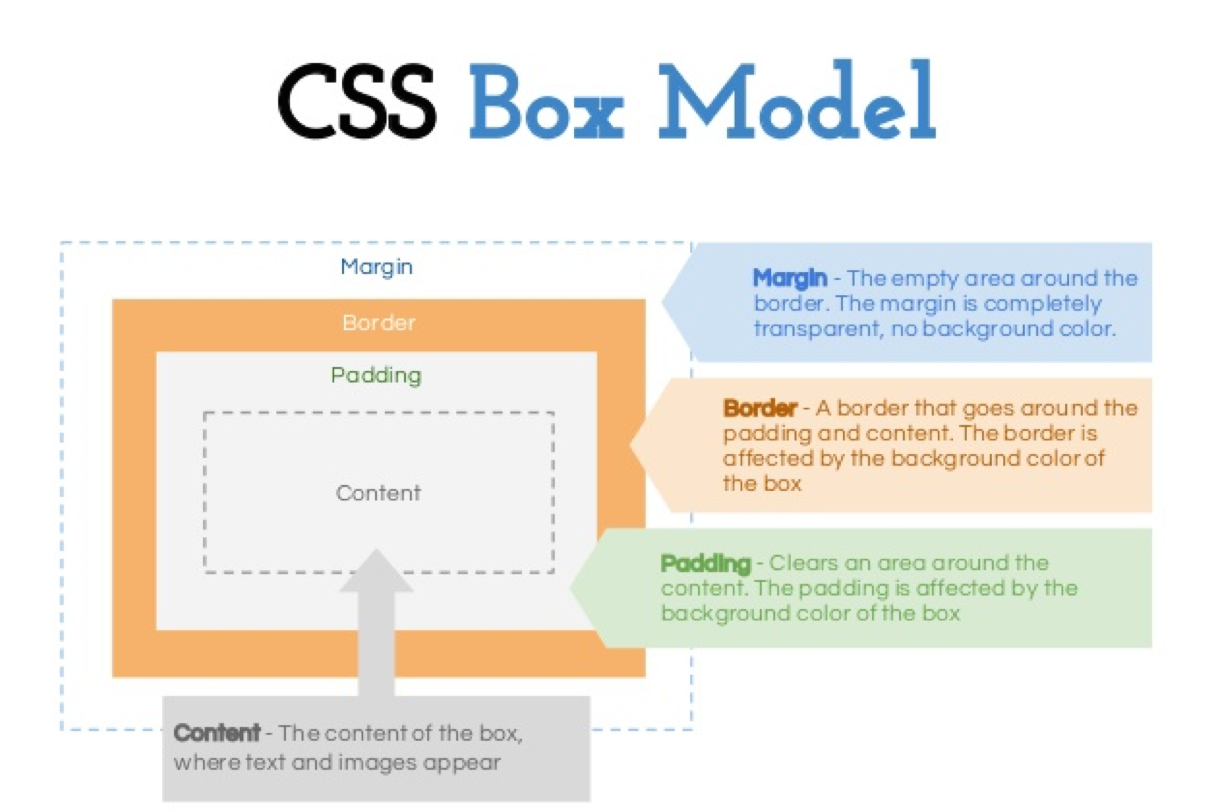 CSS Box Model
Margin
Border
Padding
Content
Margin - The empty area around the
border. The margin is completely
transparent, no background color.
Border - A border that goes around the
padding and content. The border is
affected by the background color of
the box
Padding - Clears an area around the
content. The padding is affected by the
background color of the box
Content - The content of the box,
where text and images appear